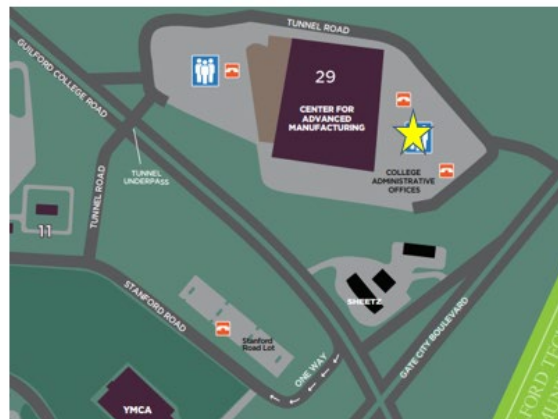 TUNNEL ROAD
GUILFORD COLLEGE ROAD
29
CENTER FOR
ADVANCED
MANUFACTURING
COLLEGE
ADMINISTRATIVE
OFFICES
TUNNEL
UNDERPASS
TUNNEL ROAD
11
STANFORD ROAD
SHEETZ
Stanford
Road Lot
ONE WAY
GATE CITY BOULEVARD
YMCA